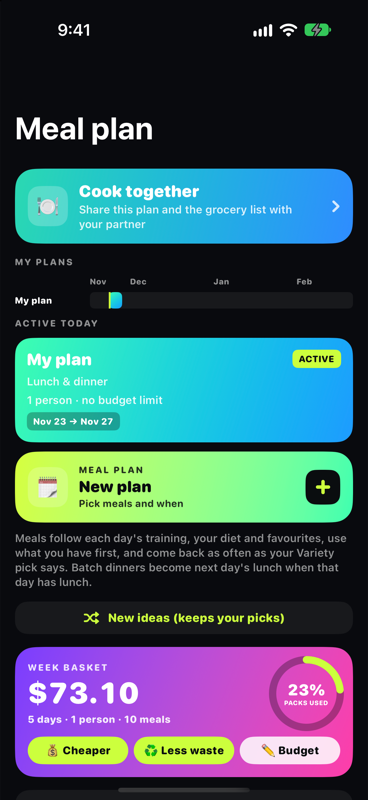 9:41
Meal plan
Cook together
Share this plan and the grocery list with
your partner
MY PLANS
Nov Dec Jan Feb
My plan
ACTIVE TODAY
My plan
ACTIVE
Lunch & dinner
1 person · no budget limit
Nov 23 → Nov 27
MEAL PLAN
New plan
Pick meals and when
Meals follow each day's training, your diet and favourites, use
what you have first, and come back as often as your Variety
pick says. Batch dinners become next day's lunch when that
day has lunch.
New ideas (keeps your picks)
WEEK BASKET
$73.10
5 days · 1 person · 10 meals
23%
PACKS USED
Cheaper
Less waste
Budget